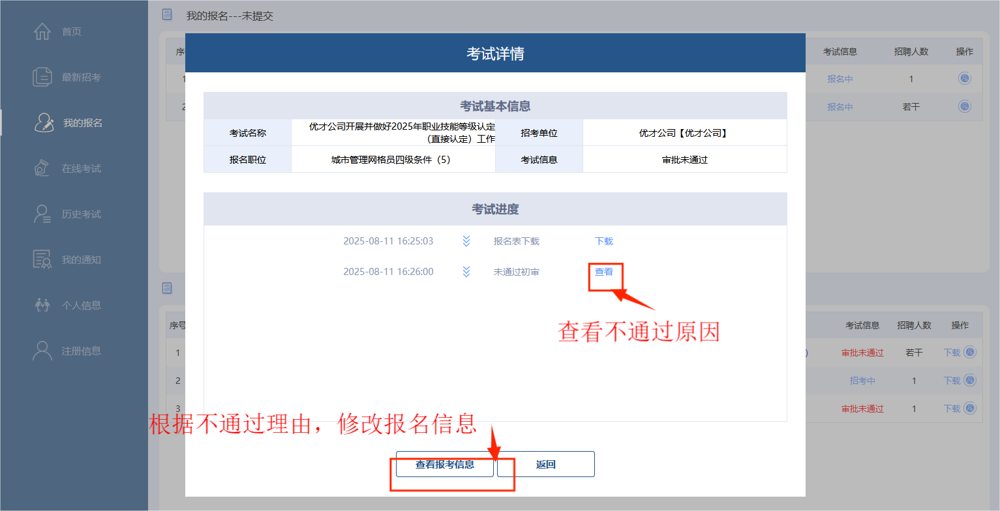 首页
最新招考
我的报名
在线考试
历史考试
我的通知
个人信息
注册信息
我的报名---未提交
考试信息 招聘人数 操作
1 报名中 1
2 报名中 若干
考试详情
考试基本信息
考试名称 优才公司开展并做好2025年职业技能等级认定
（直接认定）工作 招考单位 优才公司【优才公司】
报名职位 城市管理网格员四级条件（5） 考试信息 审批未通过
考试进度
2025-08-11 16:25:03 报名表下载 下载
2025-08-11 16:26:00 未通过初审 查看
查看不通过原因
序号 考试信息 招聘人数 操作
1 ) 审批未通过 若干 下载
2 招考中 1 下载
3 审批未通过 1 下载
根据不通过理由，修改报名信息
查看报考信息 返回